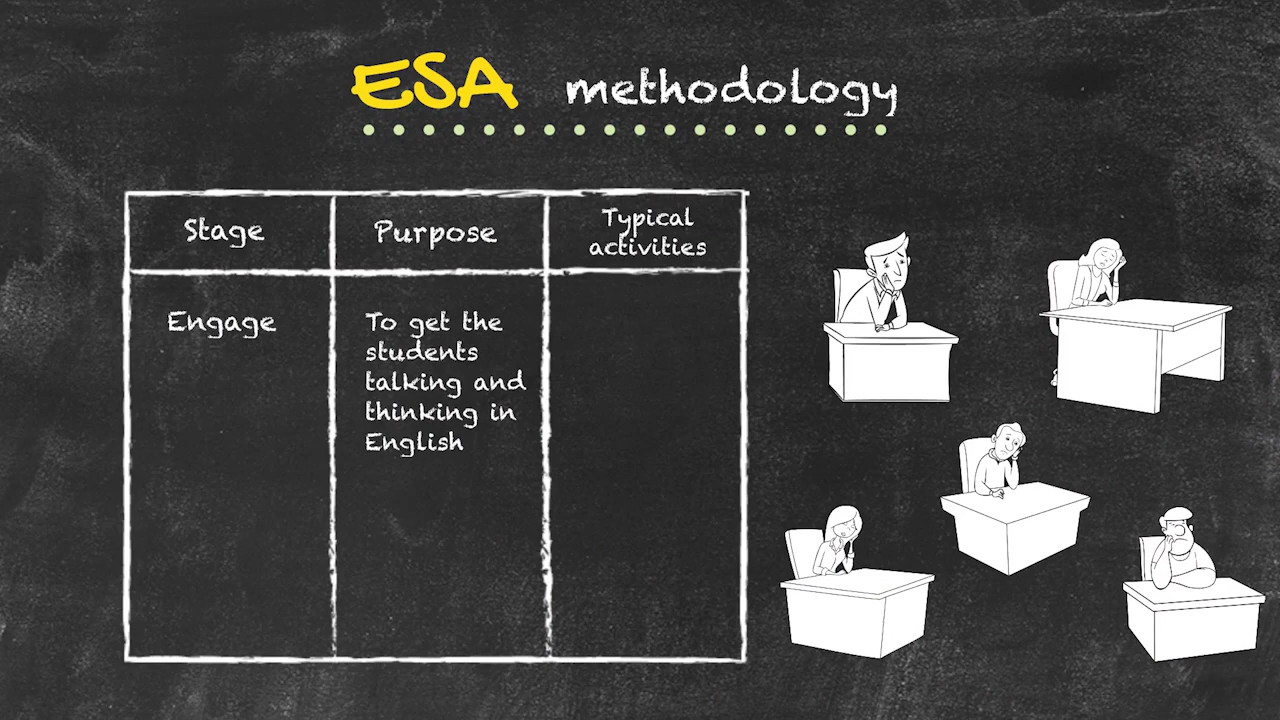 ESA methodology
Stage
Purpose
Typical
activities
Engage
To get the
students
talking and
thinking in
English